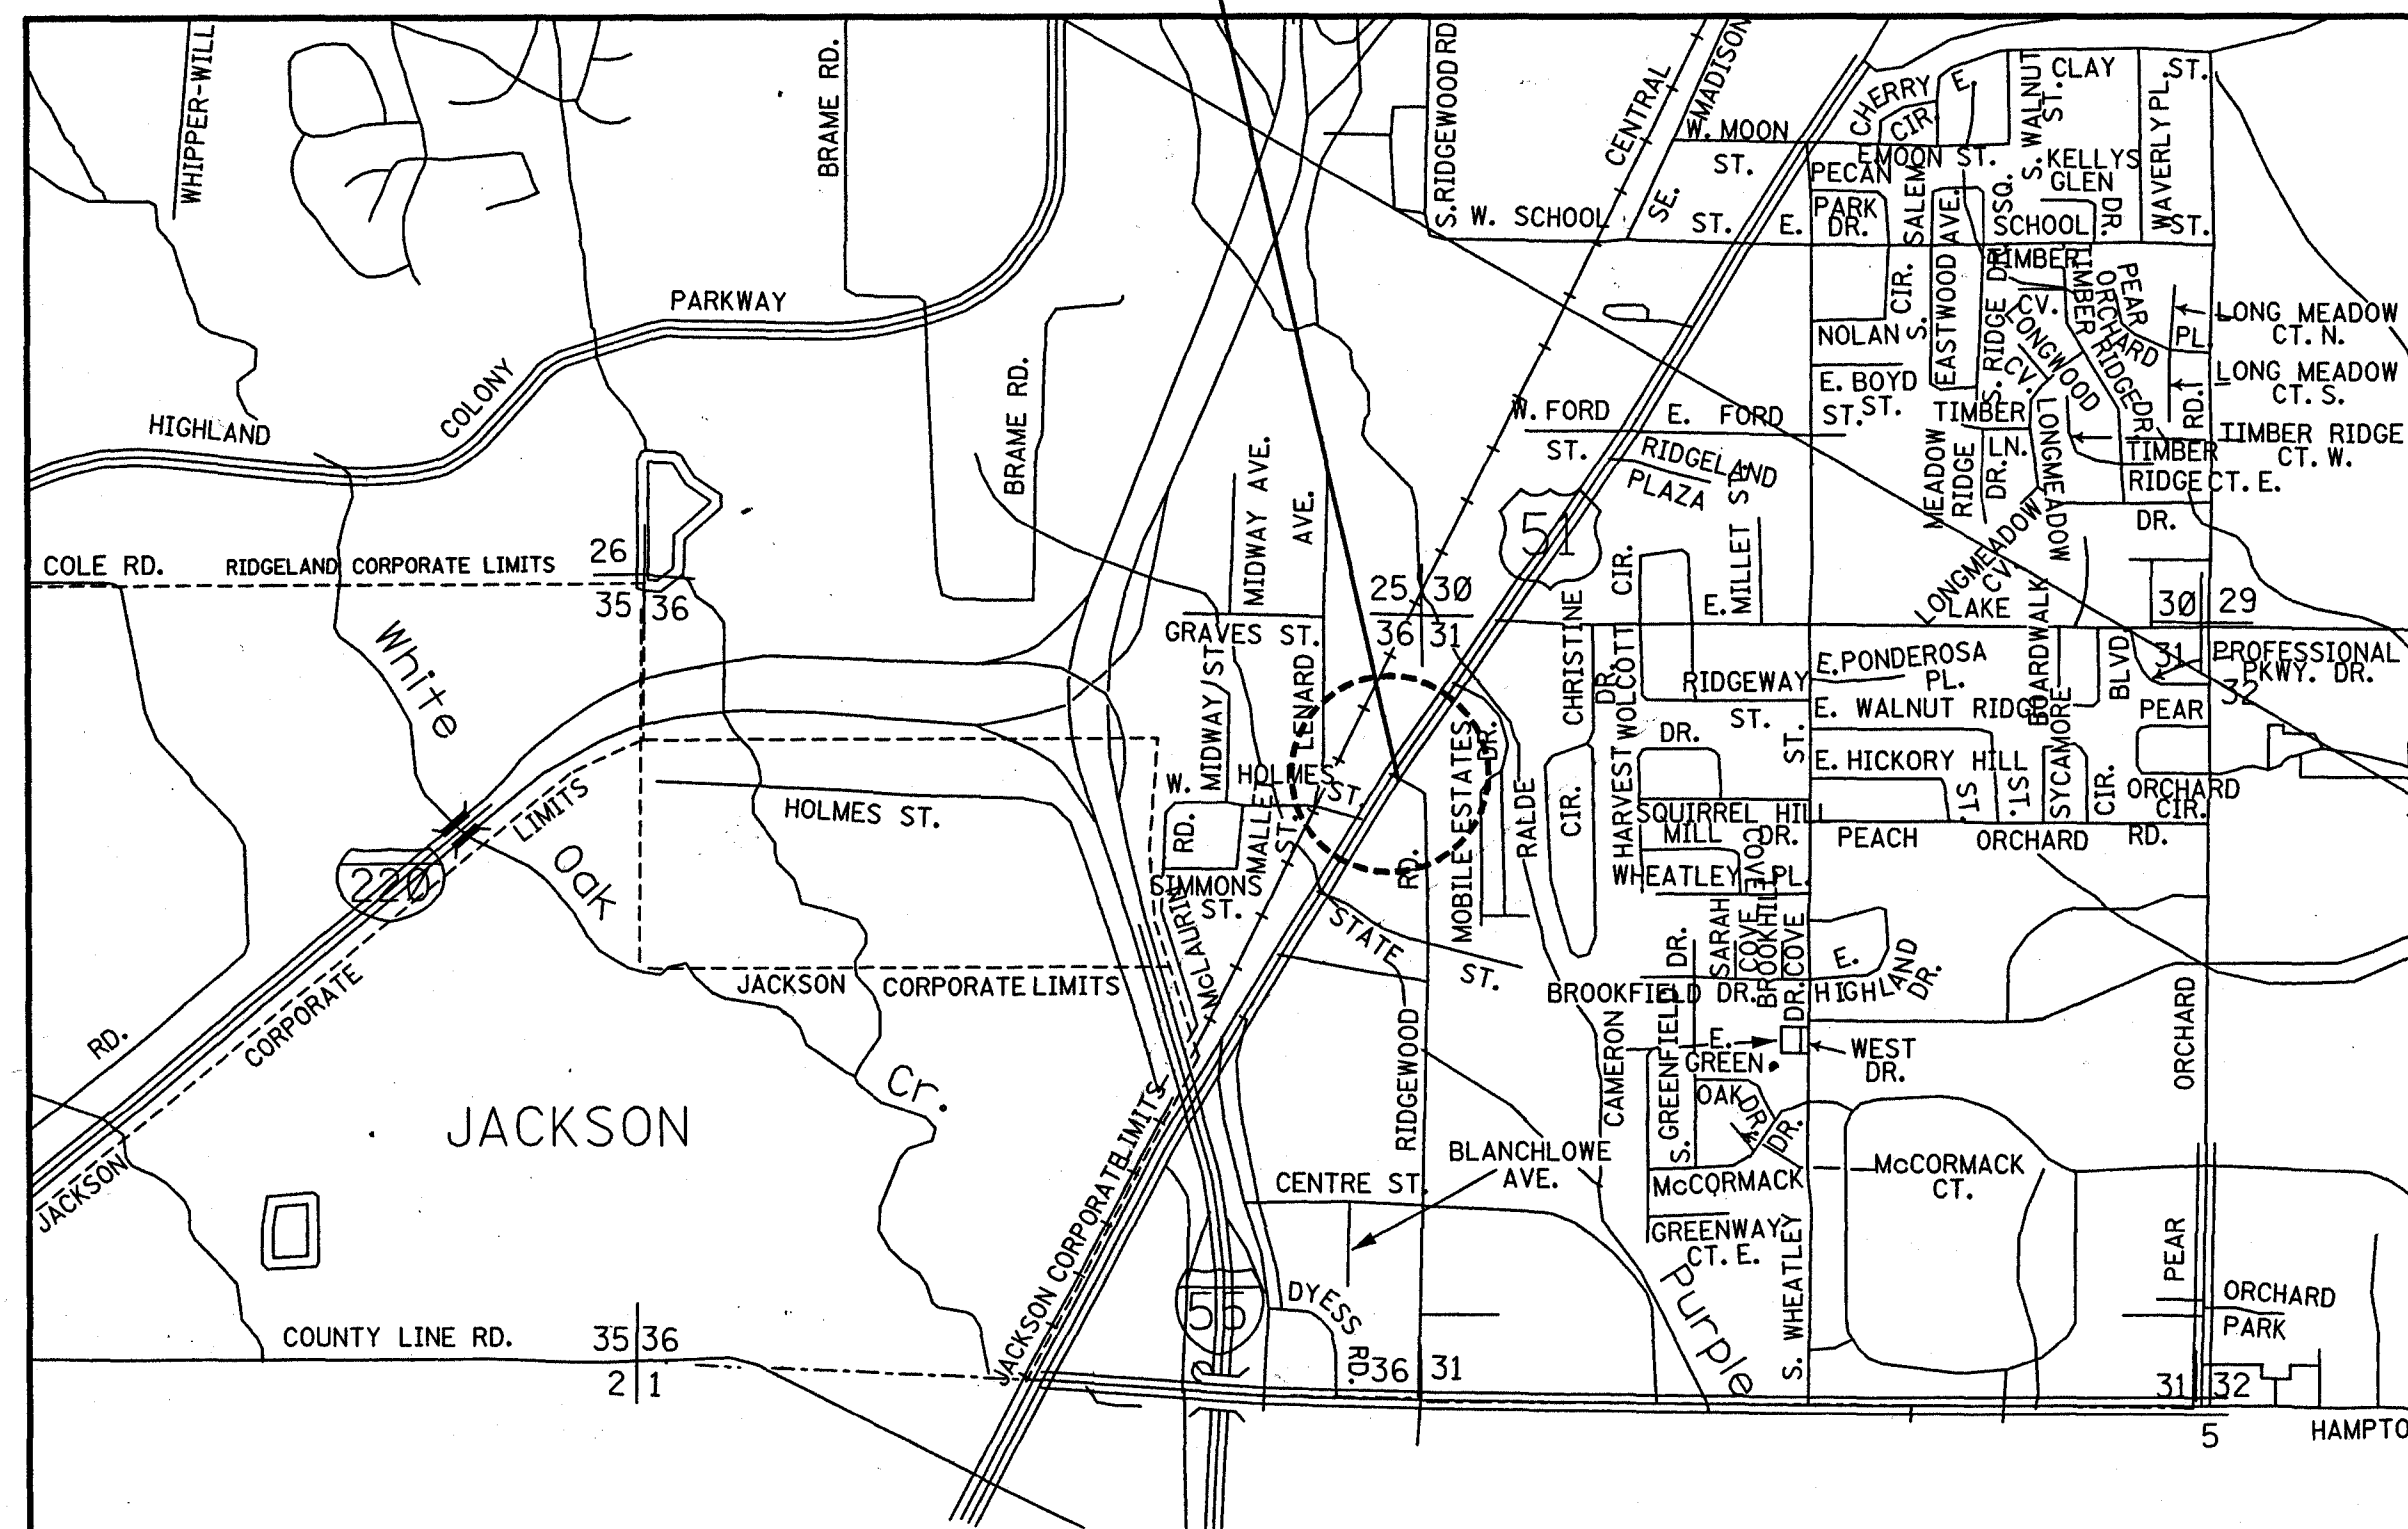 WHIPPER-WILL
BRAME RD.
S. RIDGEWOOD RD
CENTRAL
MADISON
SE.
W. MOON
ST.
CHERRY
CIR.
E.
S. WALNUT
ST.
CLAY
ST.
WAVERLY PL.
EMOON ST.
PECAN
PARK
DR.
S. SALEM
CIR.
SQ.
KELLYS
GLEN
DR.
W. SCHOOL
ST.
E.
SCHOOL
ST.
EASTWOOD AVE.
S. RIDGE DR.
TIMBER
CV.
TIMBER RIDGE DR.
PEAR
ORCHARD
PL.
LONG MEADOW
CT. N.
LONG MEADOW
CT. S.
NOLAN
LONGWOOD
CV.
E. BOYD
ST.
PARKWAY
COLONY
HIGHLAND
BRAME RD.
W. FORD
ST.
E. FORD
ST.
RIDGELAND
PLAZA
TIMBER
RIDGE
LN.
DR.
MEADOW
LONGMEADOW
RD.
TIMBER RIDGE
CT. W.
TIMBER
RIDGE CT. E.
DR.
MIDWAY AVE.
LENARD
AVE.
51
E. MILLET ST.
LONGMEADOW
CV.
COLE RD.
RIDGELAND CORPORATE LIMITS
26
35 36
25 30
36 31
30 29
31
32
GRAVES ST.
LAKE
BOARDWALK
BLVD.
PROFESSIONAL
PKWY. DR.
White
Oak
Cr.
MIDWAY ST.
CHRISTINE
DR.
WOLCOTT
CIR.
HARVEST
DR.
RIDGEWAY
ST.
E. PONDEROSA
PL.
E. WALNUT RIDGE
ST.
E. HICKORY HILL
ST.
SYCAMORE
CIR.
PEAR
ORCHARD
CIR.
W.
HOLMES
ST.
HOLMES ST.
RD.
MALLET
ST.
SIMMONS
ST.
MOBILE ESTATES
DR.
RALDE
CIR.
SQUIRREL HILL
DR.
MILL
COVE
WHEATLEY PL.
PEACH ORCHARD RD.
LIMITS
220
CORPORATE
JACKSON
RD.
JACKSON CORPORATE LIMITS
McLAURIN
STATE
ST.
RD.
RIDGEWOOD
SARAH
COVE
BROOKHILL
COVE
BROOKFIELD DR.
DR.
E.
HIGHLAND
DR.
HIGHLAND
DR.
CAMERON
S. GREENFIELD
DR.
E.
GREEN
OAK
DR.
DR.
WEST
DR.
ORCHARD
JACKSON
BLANCHLOWE
AVE.
CENTRE ST.
McCORMACK
McCORMACK
CT.
GREENWAY
CT. E.
S. WHEATLEY
ST.
Purple
JACKSON CORPORATE LIMITS
55
DYESS RD.
PEAR
ORCHARD
PARK
COUNTY LINE RD.
35 36
2 1
36 31
31 32
5